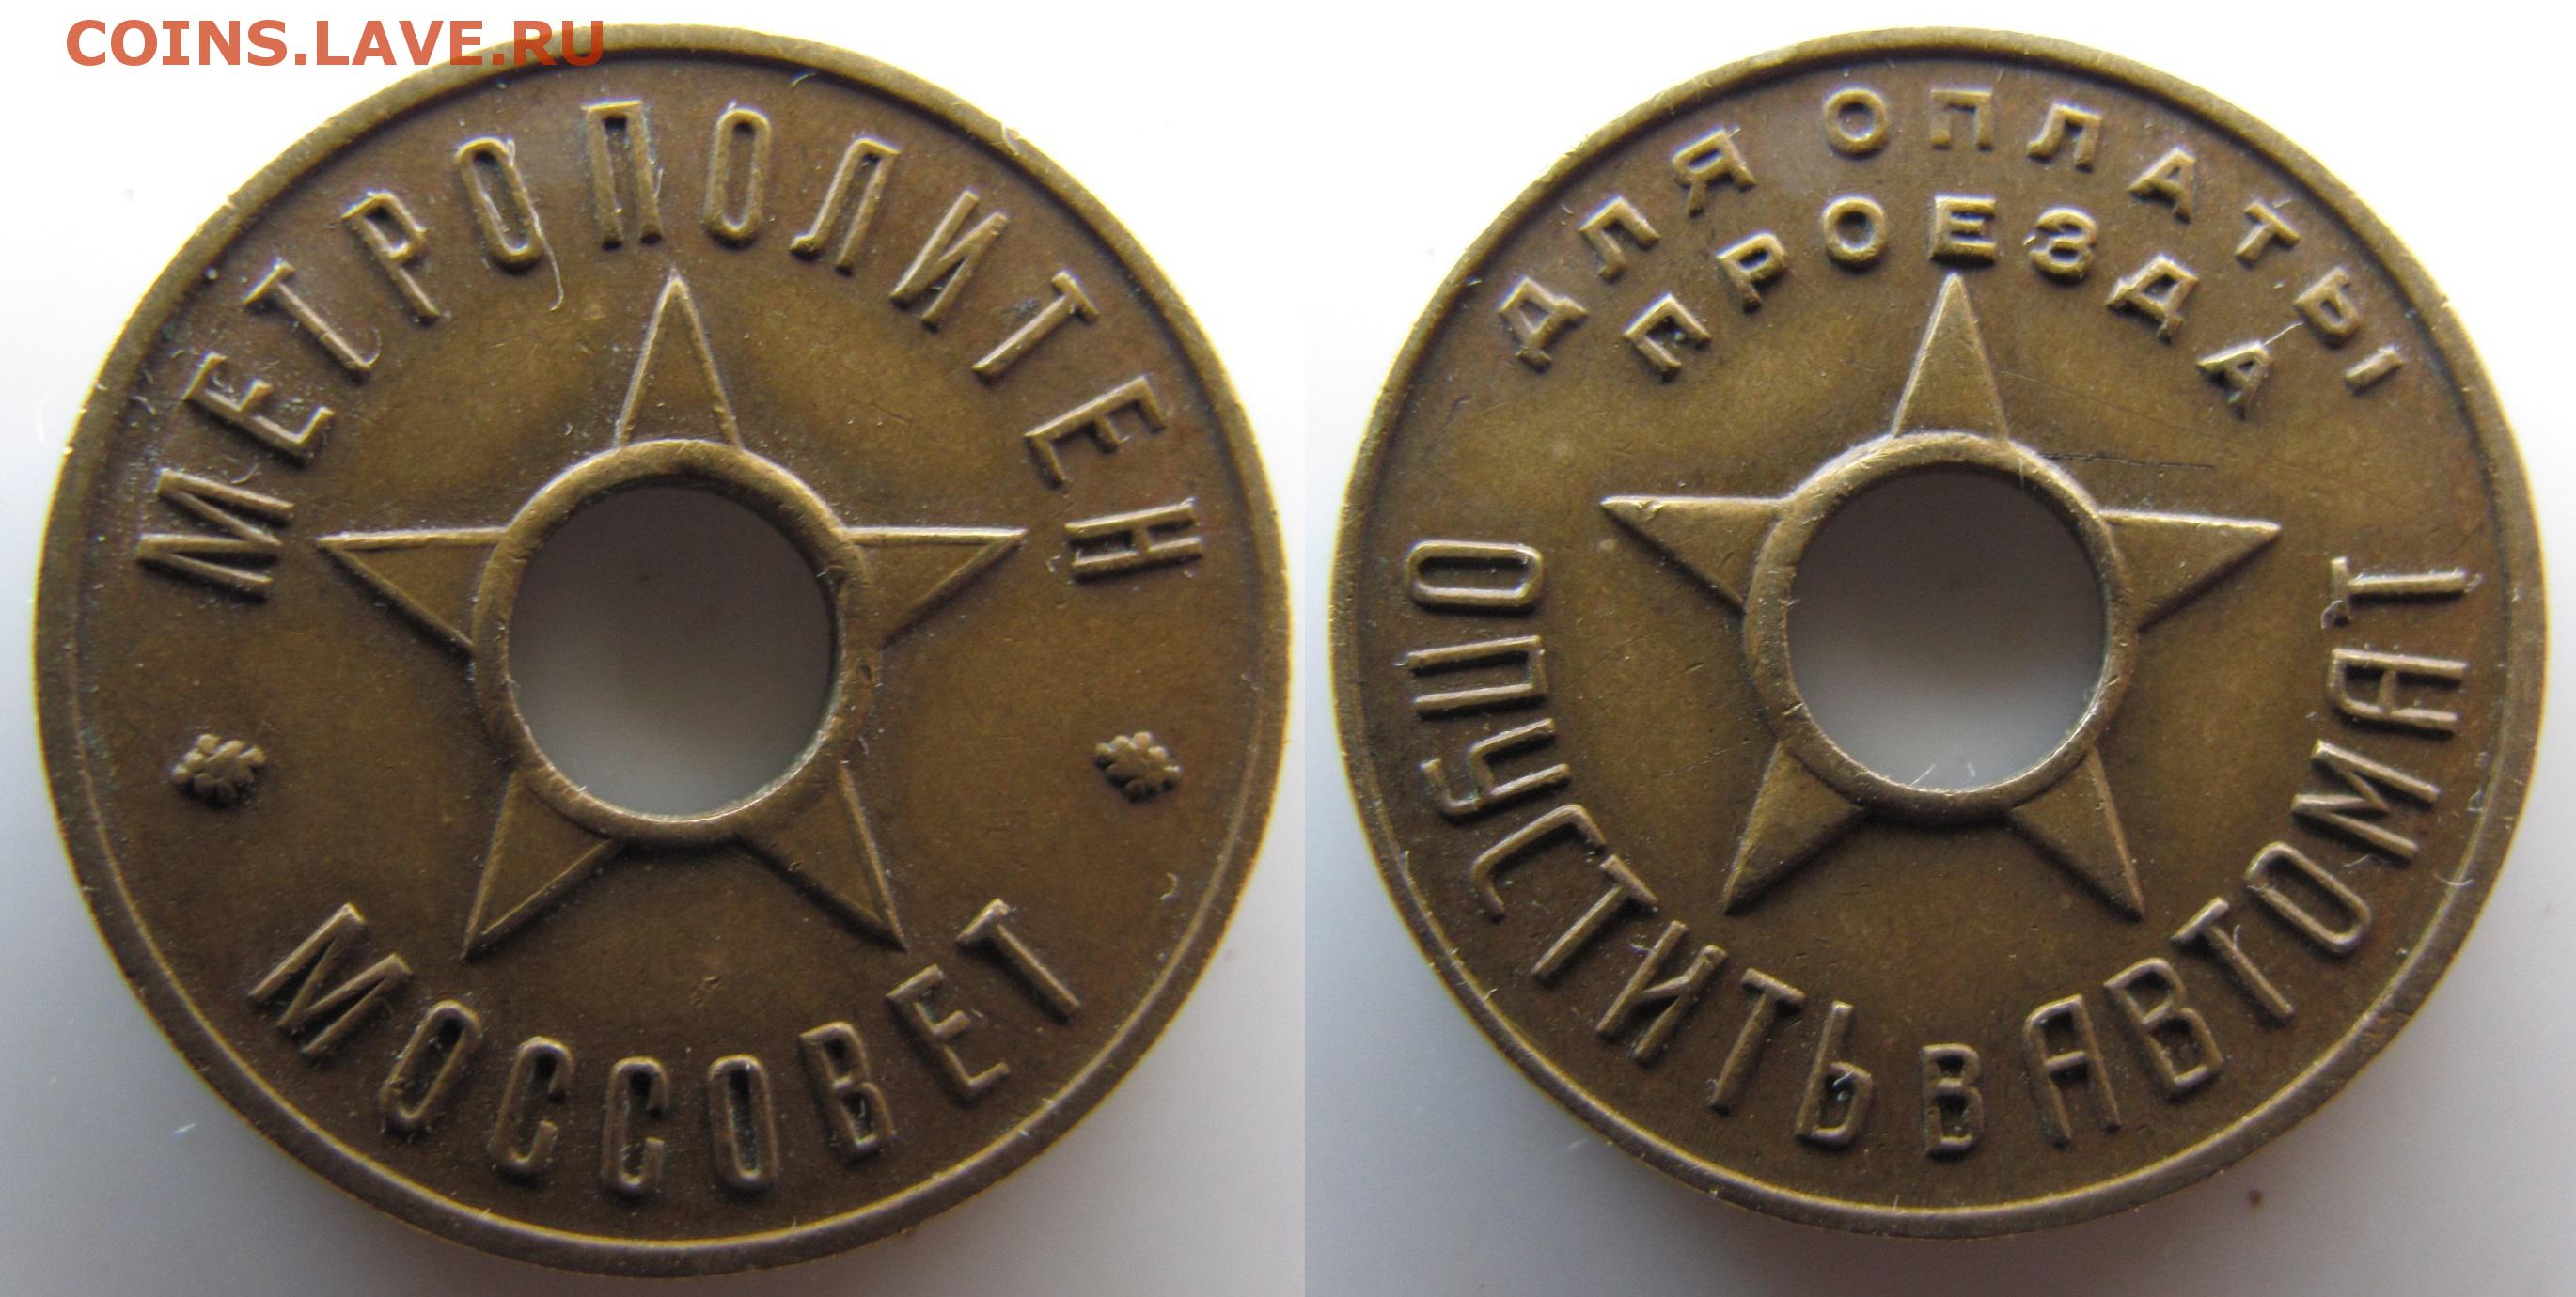 COINS.LAVE.RU
МЕТРОПОЛИТЕН
МОССОВЕТ
ДЛЯ ОПЛАТЫ
ПРОЕЗДА
ОПУСТИТЬ В АВТОМАТ